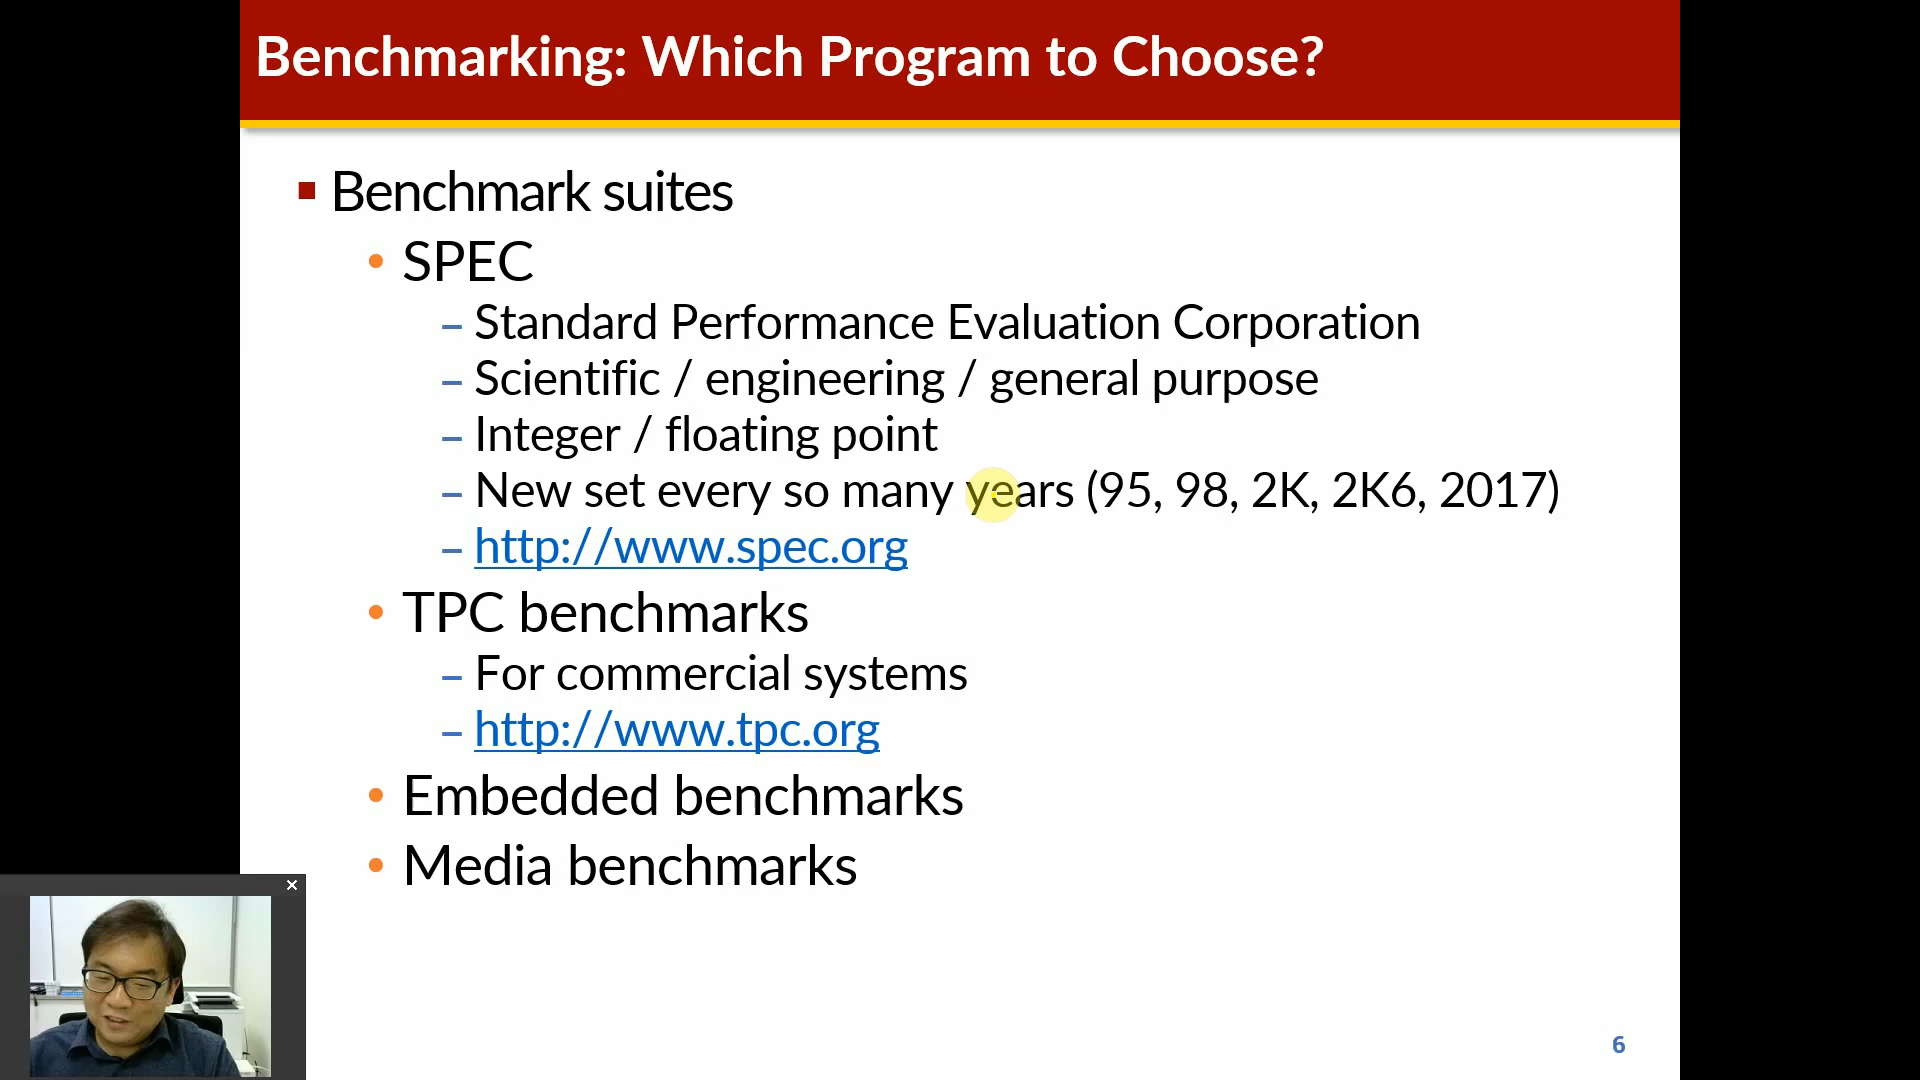 Benchmarking: Which Program to Choose?
▪ Benchmark suites
• SPEC
– Standard Performance Evaluation Corporation
– Scientific / engineering / general purpose
– Integer / floating point
– New set every so many years (95, 98, 2K, 2K6, 2017)
– http://www.spec.org
• TPC benchmarks
– For commercial systems
– http://www.tpc.org
• Embedded benchmarks
• Media benchmarks
6